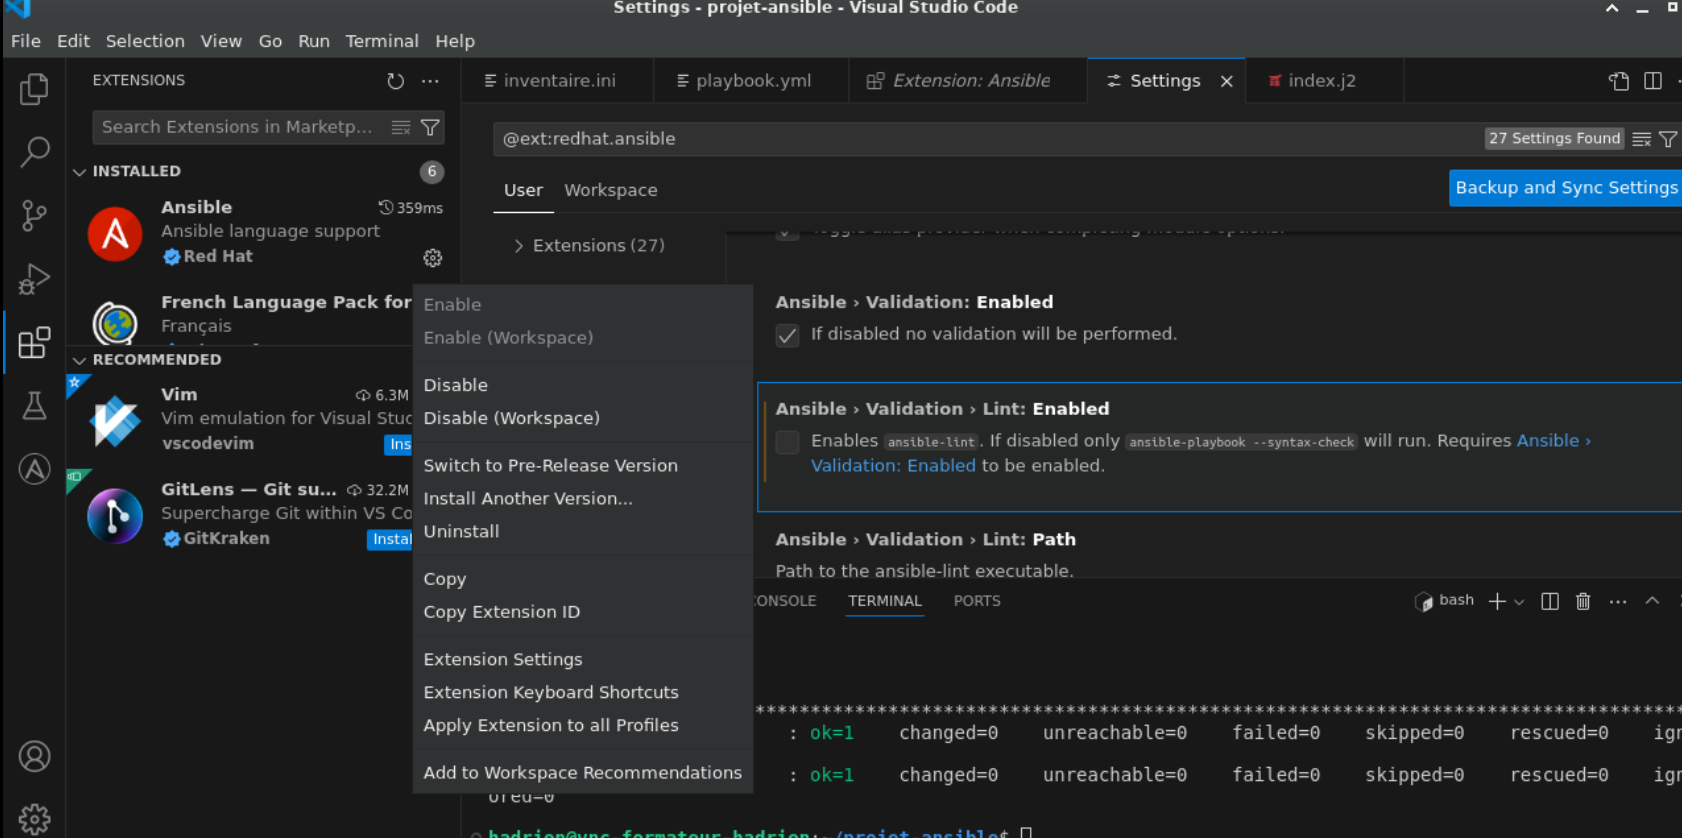 Settings - projet-ansible - Visual Studio Code
File Edit Selection View Go Run Terminal Help
EXTENSIONS
inventaire.ini
playbook.yml
Extension: Ansible
Settings
index.j2
Search Extensions in Marketp...
@ext:redhat.ansible
27 Settings Found
INSTALLED
6
User
Workspace
Backup and Sync Settings
Ansible
359ms
Ansible language support
Red Hat
Extensions (27)
French Language Pack for
Français
RECOMMENDED
Vim
6.3M
Vim emulation for Visual Stud
vscodevim
Ins
GitLens — Git su...
32.2M
Supercharge Git within VS Co
GitKraken
Instal
Enable
Enable (Workspace)
Disable
Disable (Workspace)
Switch to Pre-Release Version
Install Another Version...
Uninstall
Copy
Copy Extension ID
Extension Settings
Extension Keyboard Shortcuts
Apply Extension to all Profiles
Add to Workspace Recommendations
Ansible › Validation: Enabled
If disabled no validation will be performed.
Ansible › Validation › Lint: Enabled
Enables ansible-lint. If disabled only ansible-playbook --syntax-check will run. Requires Ansible ›
Validation: Enabled to be enabled.
Ansible › Validation › Lint: Path
Path to the ansible-lint executable.
ONSOLE
TERMINAL
PORTS
bash
: ok=1 changed=0 unreachable=0 failed=0 skipped=0 rescued=0 ign
: ok=1 changed=0 unreachable=0 failed=0 skipped=0 rescued=0 ign
ored=0
hadrien@vnc-formateur-hadrien:~/projet-ansible$